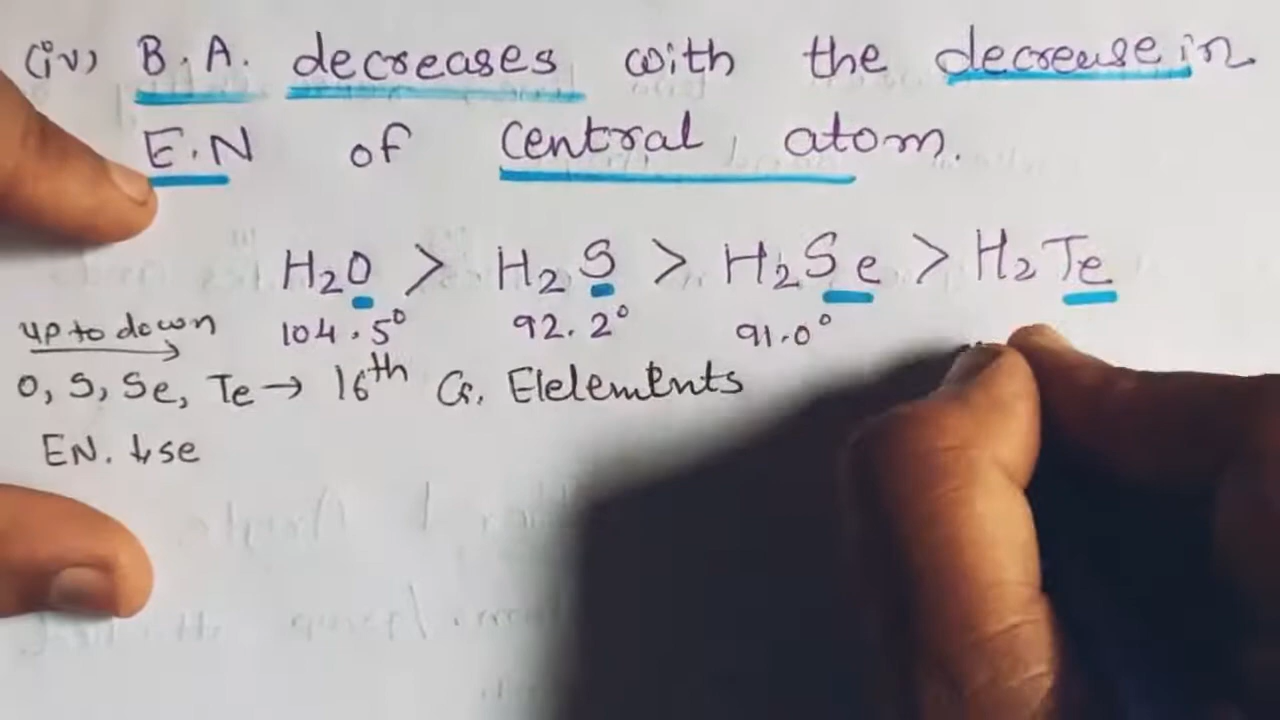 (iv) B.A. decreases with the decrease in
E.N of central atom.
H2O > H2S > H2Se > H2Te
104.5° 92.2° 91.0°
up to down
O, S, Se, Te → 16th G. Elelements
EN. ↓se